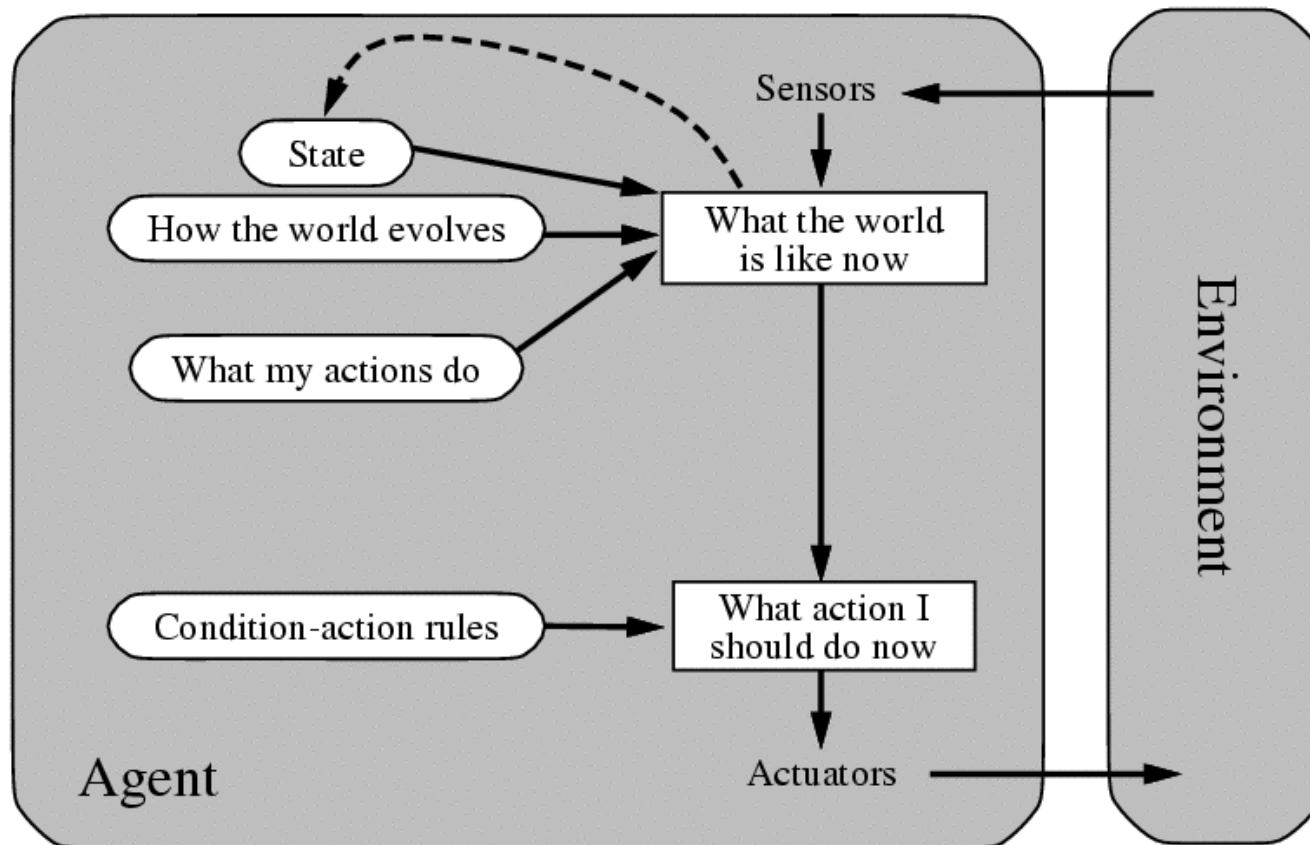 Sensors
State
How the world evolves
What the world
is like now
What my actions do
Environment
Condition-action rules
What action I
should do now
Agent
Actuators